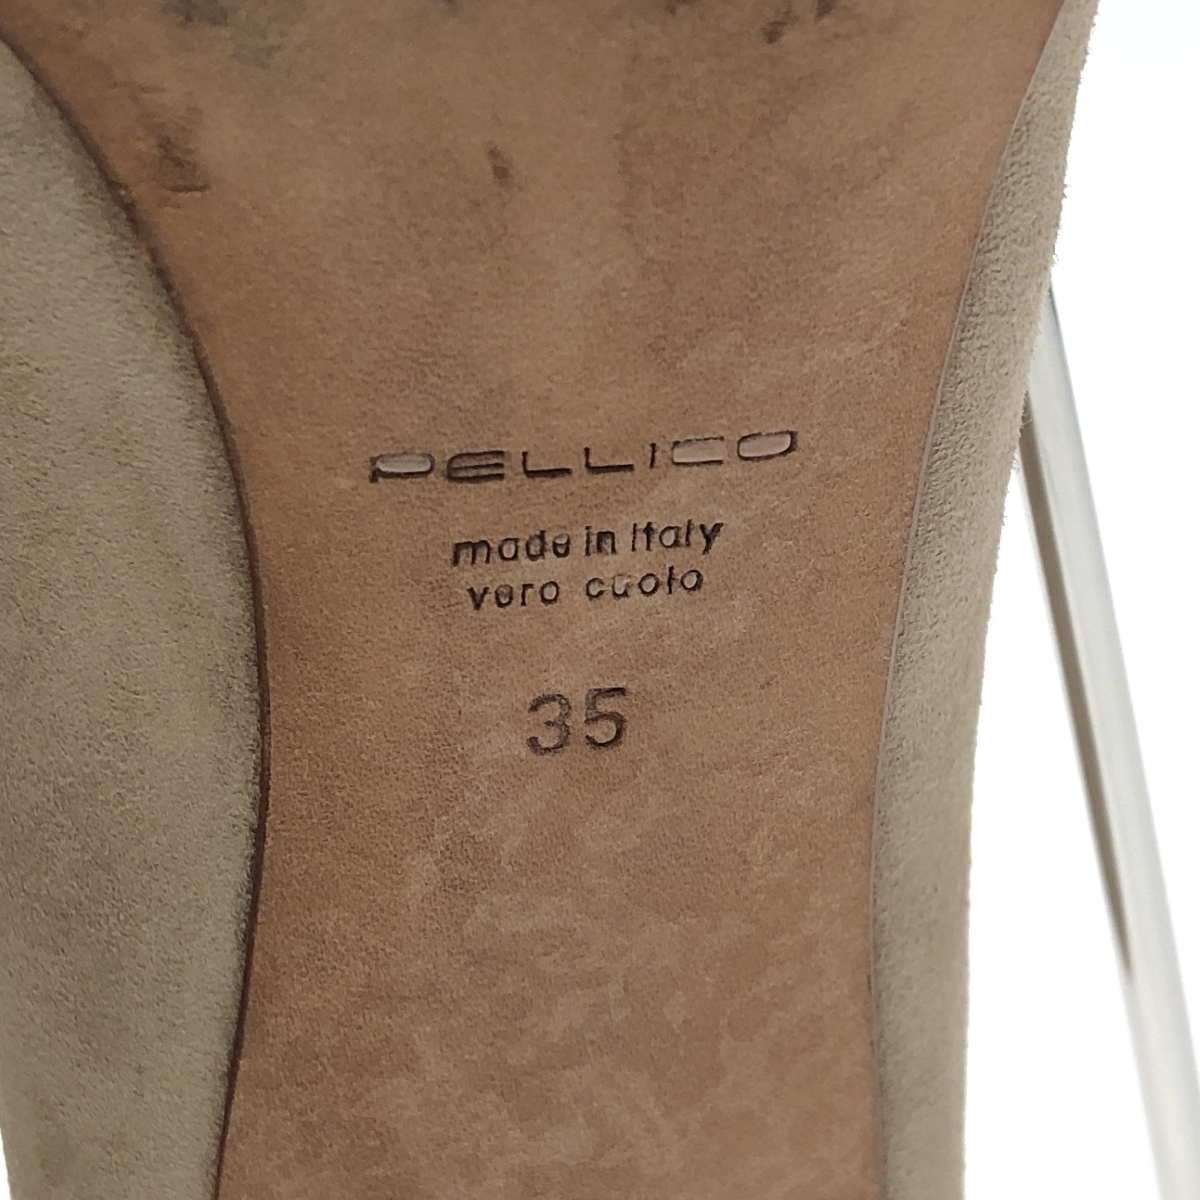 PELLICO
made in Italy
vero cuoio
35